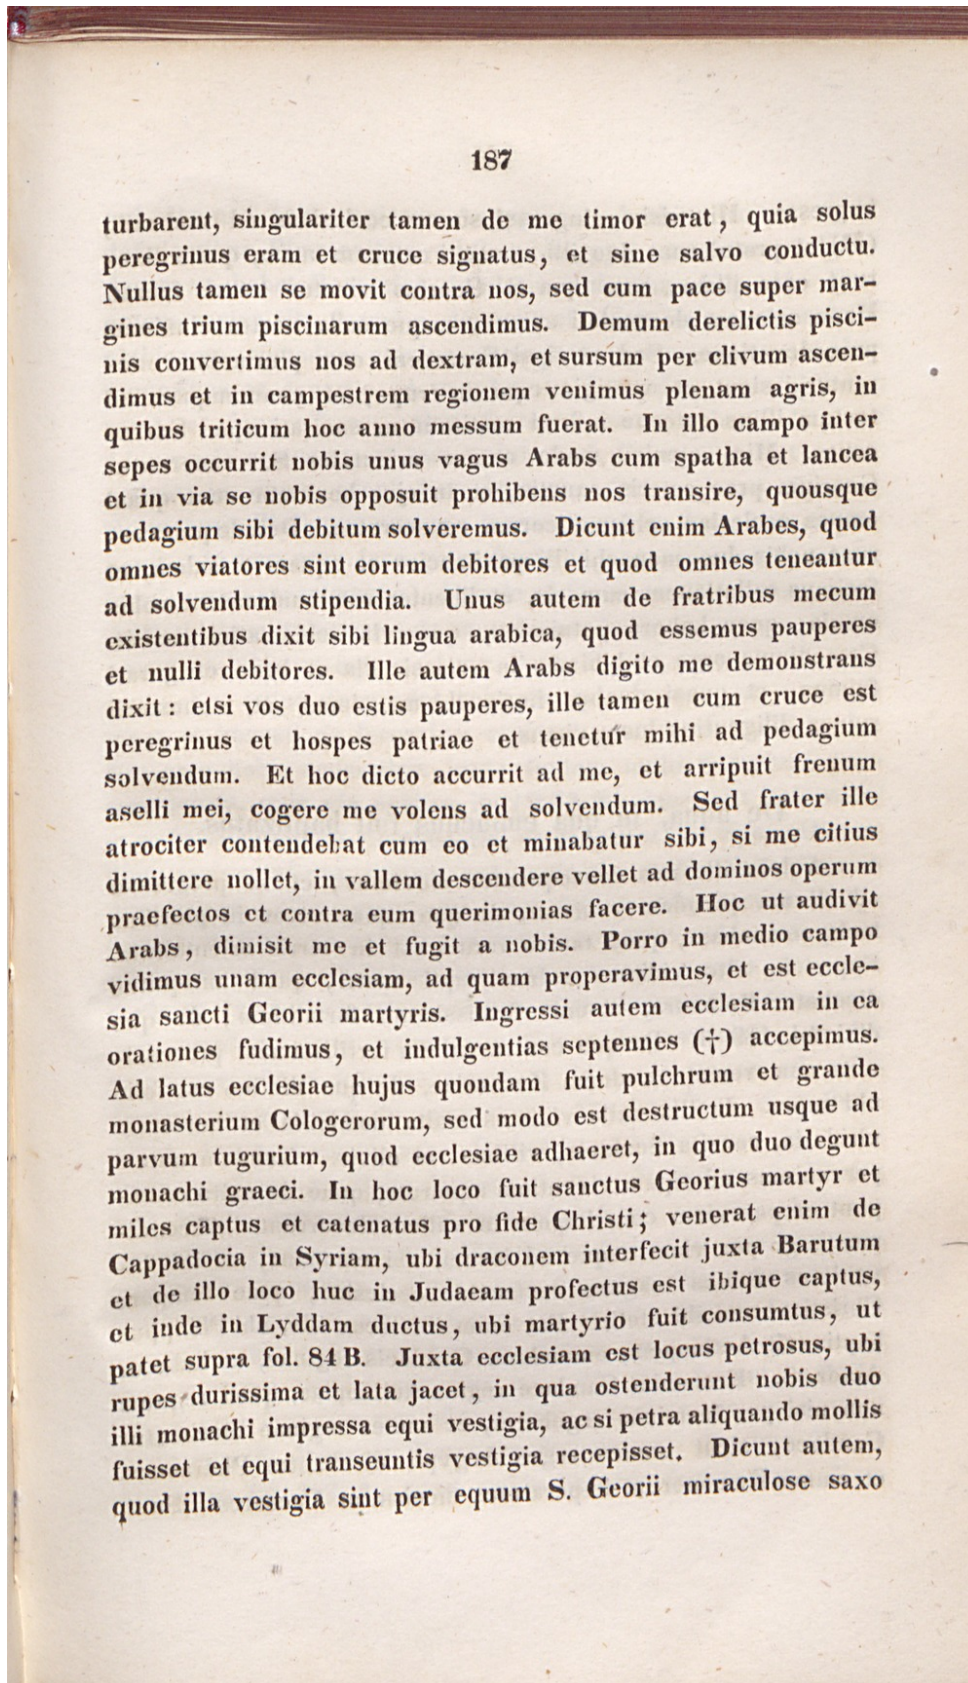 187
turbarent, singulariter tamen de me timor erat, quia solus
peregrinus eram et cruce signatus, et sine salvo conductu.
Nullus tamen se movit contra nos, sed cum pace super mar-
gines trium piscinarum ascendimus. Demum derelictis pisci-
nis convertimus nos ad dextram, et sursum per clivum ascen-
dimus et in campestrem regionem venimus plenam agris, in
quibus triticum hoc anno messum fuerat. In illo campo inter
sepes occurrit nobis unus vagus Arabs cum spatha et lancea
et in via se nobis opposuit prohibens nos transire, quousque
pedagium sibi debitum solveremus. Dicunt enim Arabes, quod
omnes viatores sint eorum debitores et quod omnes teneantur
ad solvendum stipendia. Unus autem de fratribus mecum
existentibus dixit sibi lingua arabica, quod essemus pauperes
et nulli debitores. Ille autem Arabs digito me demonstrans
dixit: etsi vos duo estis pauperes, ille tamen cum cruce est
peregrinus et hospes patriae et tenetur mihi ad pedagium
solvendum. Et hoc dicto accurrit ad me, et arripuit frenum
aselli mei, cogere me volens ad solvendum. Sed frater ille
atrociter contendebat cum eo et minabatur sibi, si me citius
dimittere nollet, in vallem descendere vellet ad dominos operum
praefectos et contra eum querimonias facere. Hoc ut audivit
Arabs, dimisit me et fugit a nobis. Porro in medio campo
vidimus unam ecclesiam, ad quam properavimus, et est eccle-
sia sancti Georii martyris. Ingressi autem ecclesiam in ea
orationes fudimus, et indulgentias septennes (†) accepimus.
Ad latus ecclesiae hujus quondam fuit pulchrum et grande
monasterium Cologerorum, sed modo est destructum usque ad
parvum tugurium, quod ecclesiae adhaeret, in quo duo degunt
monachi graeci. In hoc loco fuit sanctus Georius martyr et
miles captus et catenatus pro fide Christi; venerat enim de
Cappadocia in Syriam, ubi draconem interfecit juxta Barutum
et de illo loco huc in Judaeam profectus est ibique captus,
et inde in Lyddam ductus, ubi martyrio fuit consumtus, ut
patet supra fol. 84 B. Juxta ecclesiam est locus petrosus, ubi
rupes durissima et lata jacet, in qua ostenderunt nobis duo
illi monachi impressa equi vestigia, ac si petra aliquando mollis
fuisset et equi transeuntis vestigia recepisset. Dicunt autem,
quod illa vestigia sint per equum S. Georii miraculose saxo